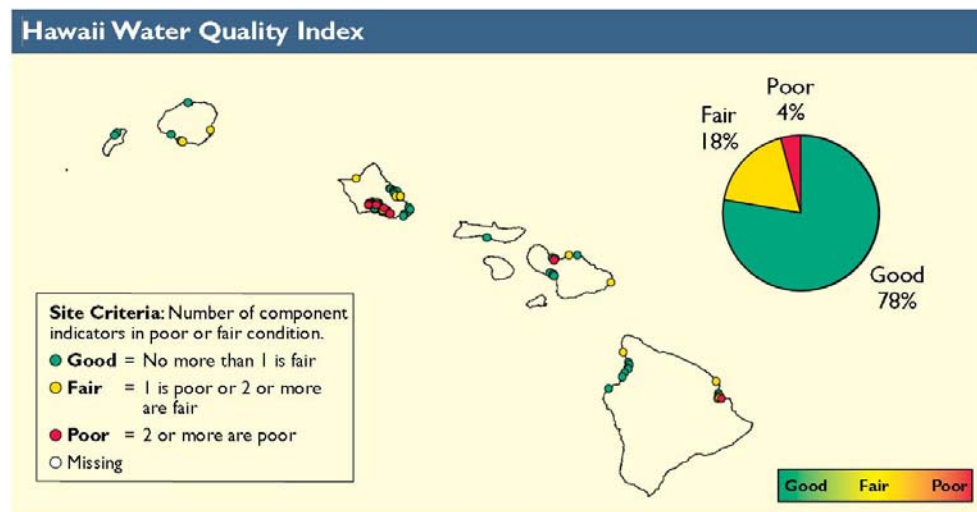 Hawaii Water Quality Index
Poor
4%
Fair
18%
Good
78%
Site Criteria: Number of component
indicators in poor or fair condition.
Good = No more than 1 is fair
Fair = 1 is poor or 2 or more
are fair
Poor = 2 or more are poor
Missing
Good Fair Poor